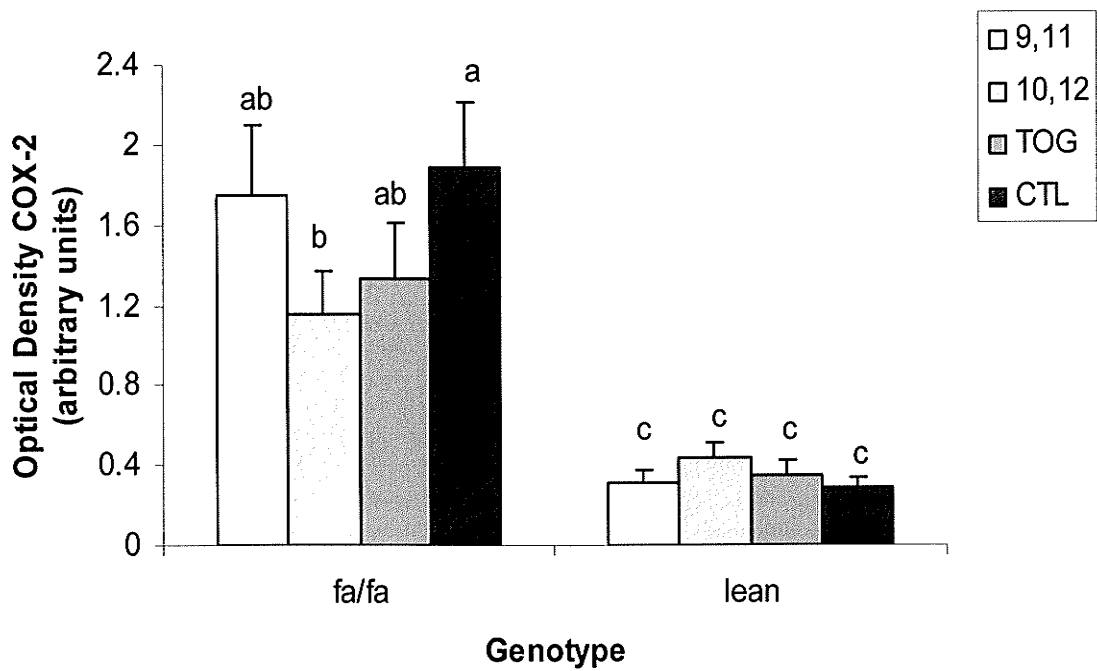 9,11
10,12
TOG
CTL
Optical Density COX-2
(arbitrary units)
2.4
2
1.6
1.2
0.8
0.4
0
ab
b
ab
a
c
c
c
c
fa/fa
lean
Genotype